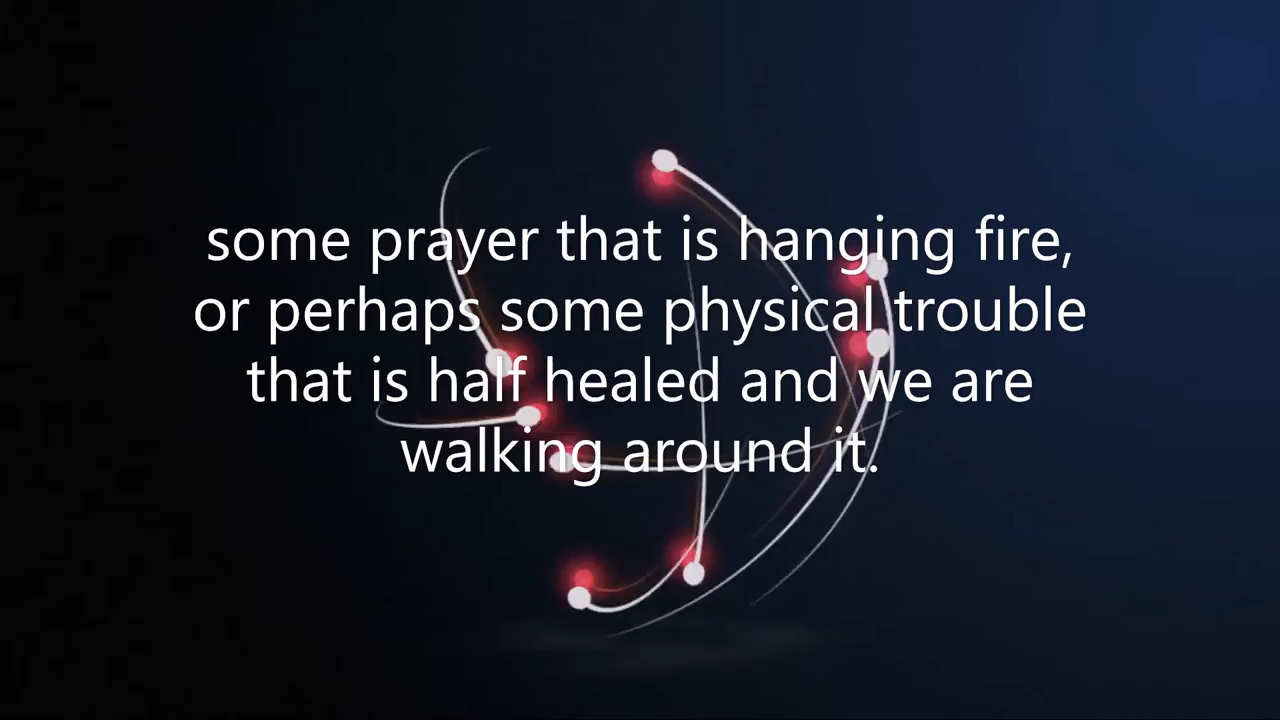 some prayer that is hanging fire,
or perhaps some physical trouble
that is half healed and we are
walking around it.